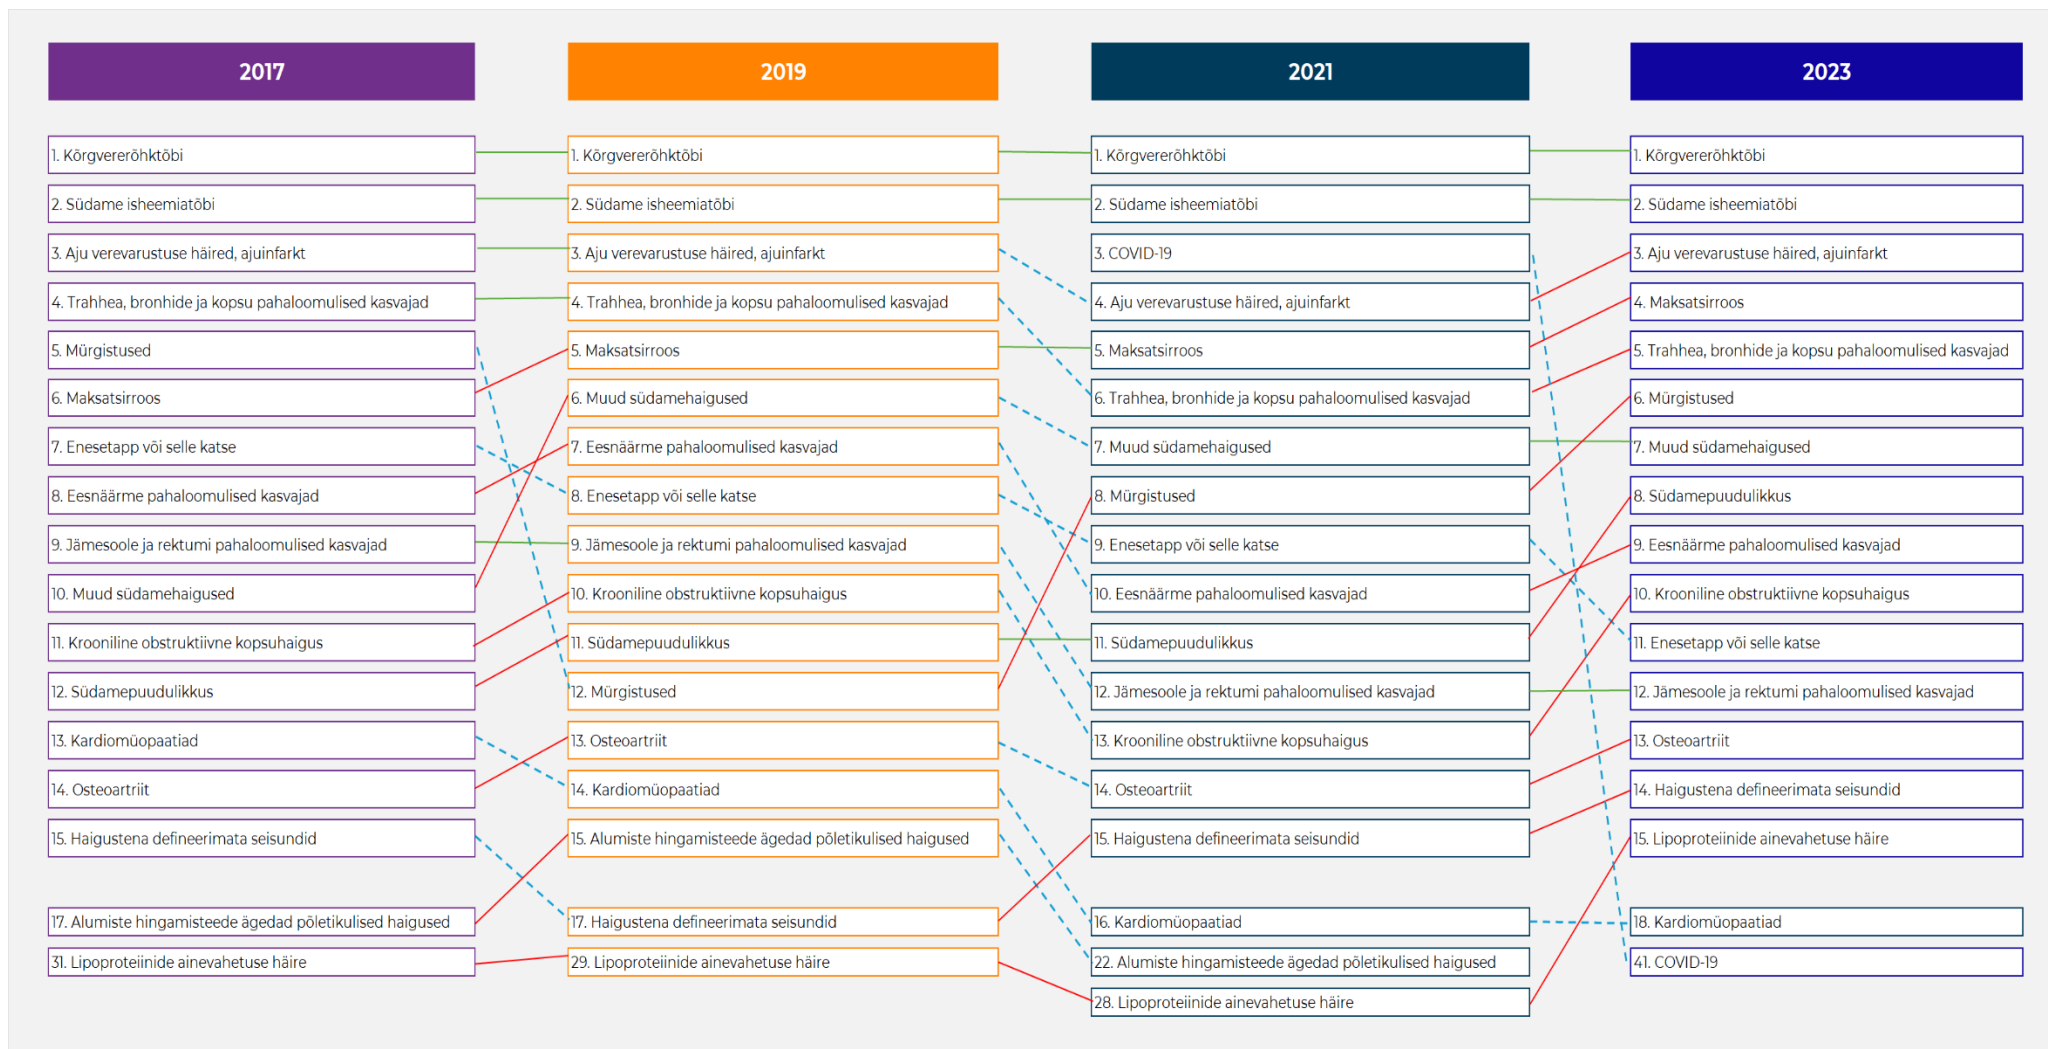 2017
1. Kõrgvererõhktõbi
2. Südame isheemiatõbi
3. Aju verevarustuse häired, ajuinfarkt
4. Trahhea, bronhide ja kopsu pahaloomulised kasvajad
5. Mürgistused
6. Maksatsirroos
7. Enesetapp või selle katse
8. Eesnäärme pahaloomulised kasvajad
9. Jämesoole ja rektumi pahaloomulised kasvajad
10. Muud südamehaigused
11. Krooniline obstruktiivne kopsuhaigus
12. Südamepuudulikkus
13. Kardiomüopaatiad
14. Osteoartriit
15. Haigustena defineerimata seisundid
17. Alumiste hingamisteede ägedad põletikulised haigused
31. Lipoproteiinide ainevahetuse häire
2019
1. Kõrgvererõhktõbi
2. Südame isheemiatõbi
3. Aju verevarustuse häired, ajuinfarkt
4. Trahhea, bronhide ja kopsu pahaloomulised kasvajad
5. Maksatsirroos
6. Muud südamehaigused
7. Eesnäärme pahaloomulised kasvajad
8. Enesetapp või selle katse
9. Jämesoole ja rektumi pahaloomulised kasvajad
10. Krooniline obstruktiivne kopsuhaigus
11. Südamepuudulikkus
12. Mürgistused
13. Osteoartriit
14. Kardiomüopaatiad
15. Alumiste hingamisteede ägedad põletikulised haigused
17. Haigustena defineerimata seisundid
29. Lipoproteiinide ainevahetuse häire
2021
1. Kõrgvererõhktõbi
2. Südame isheemiatõbi
3. COVID-19
4. Aju verevarustuse häired, ajuinfarkt
5. Maksatsirroos
6. Trahhea, bronhide ja kopsu pahaloomulised kasvajad
7. Muud südamehaigused
8. Mürgistused
9. Enesetapp või selle katse
10. Eesnäärme pahaloomulised kasvajad
11. Südamepuudulikkus
12. Jämesoole ja rektumi pahaloomulised kasvajad
13. Krooniline obstruktiivne kopsuhaigus
14. Osteoartriit
15. Haigustena defineerimata seisundid
16. Kardiomüopaatiad
22. Alumiste hingamisteede ägedad põletikulised haigused
28. Lipoproteiinide ainevahetuse häire
2023
1. Kõrgvererõhktõbi
2. Südame isheemiatõbi
3. Aju verevarustuse häired, ajuinfarkt
4. Maksatsirroos
5. Trahhea, bronhide ja kopsu pahaloomulised kasvajad
6. Mürgistused
7. Muud südamehaigused
8. Südamepuudulikkus
9. Eesnäärme pahaloomulised kasvajad
10. Krooniline obstruktiivne kopsuhaigus
11. Enesetapp või selle katse
12. Jämesoole ja rektumi pahaloomulised kasvajad
13. Osteoartriit
14. Haigustena defineerimata seisundid
15. Lipoproteiinide ainevahetuse häire
18. Kardiomüopaatiad
41. COVID-19